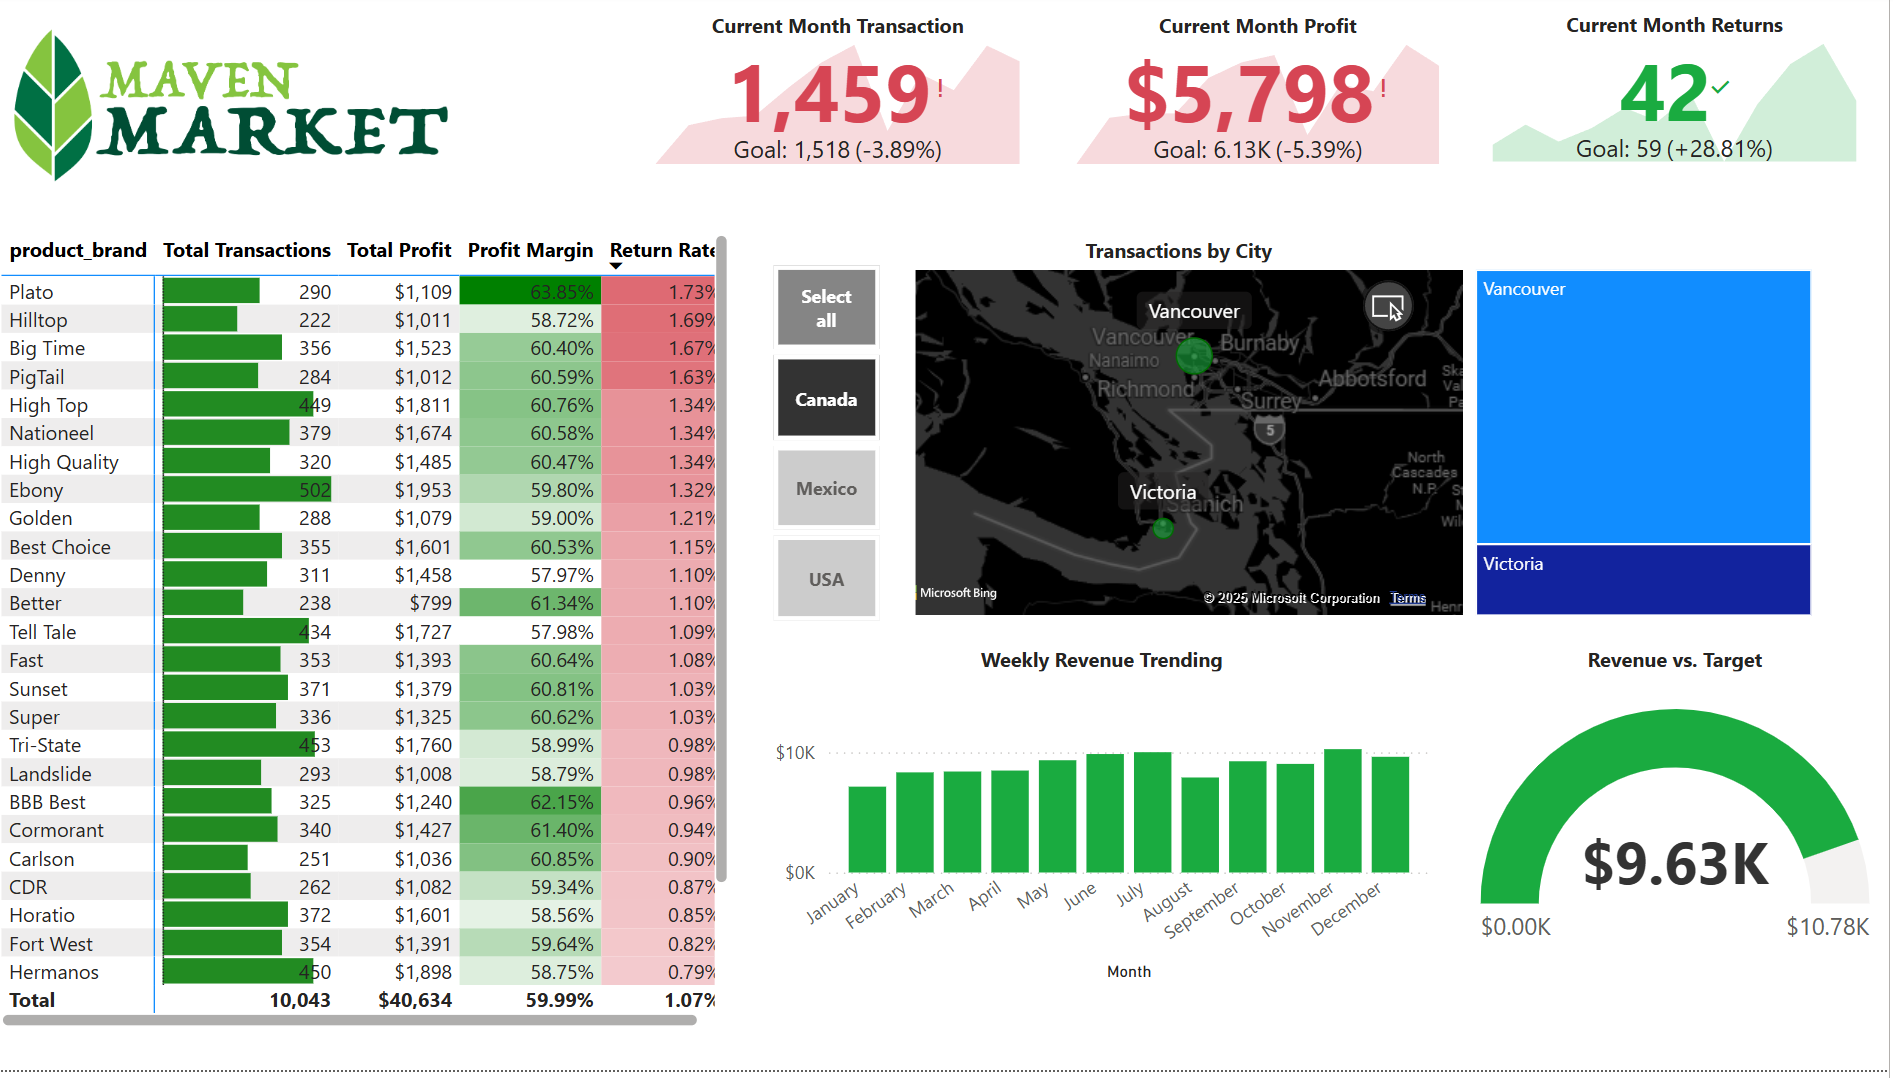 MAVEN
MARKET
Current Month Transaction
1,459!
Goal: 1,518 (-3.89%)
Current Month Profit
$5,798!
Goal: 6.13K (-5.39%)
Current Month Returns
42
Goal: 59 (+28.81%)
product_brand Total Transactions Total Profit Profit Margin Return Rate
Plato 290 $1,109 63.85% 1.73%
Hilltop 222 $1,011 58.72% 1.69%
Big Time 356 $1,523 60.40% 1.67%
PigTail 284 $1,012 60.59% 1.63%
High Top 449 $1,811 60.76% 1.34%
Nationeel 379 $1,674 60.58% 1.34%
High Quality 320 $1,485 60.47% 1.34%
Ebony 502 $1,953 59.80% 1.32%
Golden 288 $1,079 59.00% 1.21%
Best Choice 355 $1,601 60.53% 1.15%
Denny 311 $1,458 57.97% 1.10%
Better 238 $799 61.34% 1.10%
Tell Tale 434 $1,727 57.98% 1.09%
Fast 353 $1,393 60.64% 1.08%
Sunset 371 $1,379 60.81% 1.03%
Super 336 $1,325 60.62% 1.03%
Tri-State 453 $1,760 58.99% 0.98%
Landslide 293 $1,008 58.79% 0.98%
BBB Best 325 $1,240 62.15% 0.96%
Cormorant 340 $1,427 61.40% 0.94%
Carlson 251 $1,036 60.85% 0.90%
CDR 262 $1,082 59.34% 0.87%
Horatio 372 $1,601 58.56% 0.85%
Fort West 354 $1,391 59.64% 0.82%
Hermanos 450 $1,898 58.75% 0.79%
Total 10,043 $40,634 59.99% 1.07%
Select
all
Canada
Mexico
USA
Transactions by City
Vancouver
Vancouver
Burnaby
Nanaimo
Richmond
Abbotsford
Surrey
5
North
Cascades
N.P.
Victoria
Saanich
Microsoft Bing
© 2025 Microsoft Corporation Terms
Vancouver
Victoria
Weekly Revenue Trending
$10K
$0K
January
February
March
April
May
June
July
August
September
October
November
December
Month
Revenue vs. Target
$9.63K
$0.00K
$10.78K